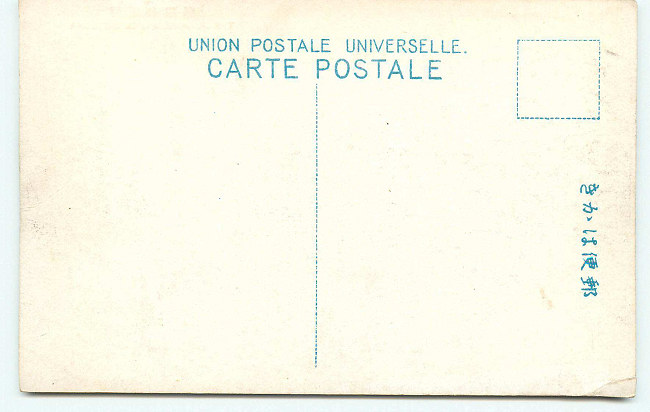 UNION POSTALE UNIVERSELLE.
CARTE POSTALE
きかは便郵